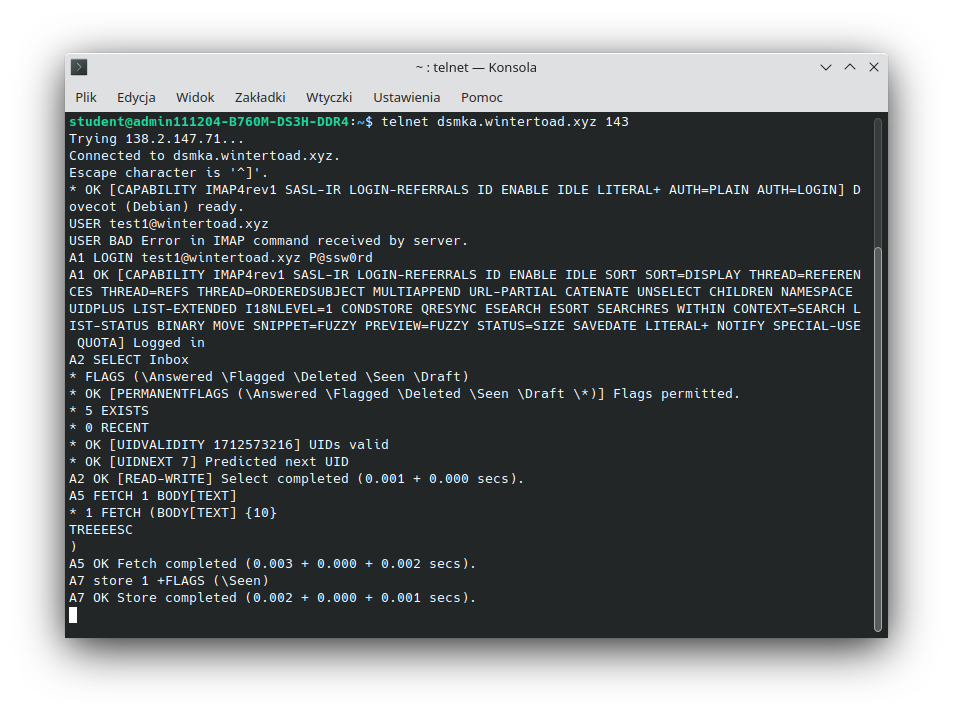 ~ : telnet — Konsola
Plik Edycja Widok Zakładki Wtyczki Ustawienia Pomoc
student@admin111204-B760M-DS3H-DDR4:~$ telnet dsmka.wintertoad.xyz 143
Trying 138.2.147.71...
Connected to dsmka.wintertoad.xyz.
Escape character is '^]'.
* OK [CAPABILITY IMAP4rev1 SASL-IR LOGIN-REFERRALS ID ENABLE IDLE LITERAL+ AUTH=PLAIN AUTH=LOGIN] D
ovecot (Debian) ready.
USER test1@wintertoad.xyz
USER BAD Error in IMAP command received by server.
A1 LOGIN test1@wintertoad.xyz P@ssw0rd
A1 OK [CAPABILITY IMAP4rev1 SASL-IR LOGIN-REFERRALS ID ENABLE IDLE SORT SORT=DISPLAY THREAD=REFEREN
CES THREAD=REFS THREAD=ORDEREDSUBJECT MULTIAPPEND URL-PARTIAL CATENATE UNSELECT CHILDREN NAMESPACE
UIDPLUS LIST-EXTENDED I18NLEVEL=1 CONDSTORE QRESYNC ESEARCH ESORT SEARCHRES WITHIN CONTEXT=SEARCH L
IST-STATUS BINARY MOVE SNIPPET=FUZZY PREVIEW=FUZZY STATUS=SIZE SAVEDATE LITERAL+ NOTIFY SPECIAL-USE
 QUOTA] Logged in
A2 SELECT Inbox
* FLAGS (\Answered \Flagged \Deleted \Seen \Draft)
* OK [PERMANENTFLAGS (\Answered \Flagged \Deleted \Seen \Draft \*)] Flags permitted.
* 5 EXISTS
* 0 RECENT
* OK [UIDVALIDITY 1712573216] UIDs valid
* OK [UIDNEXT 7] Predicted next UID
A2 OK [READ-WRITE] Select completed (0.001 + 0.000 secs).
A5 FETCH 1 BODY[TEXT]
* 1 FETCH (BODY[TEXT] {10}
TREEEESC
)
A5 OK Fetch completed (0.003 + 0.000 + 0.002 secs).
A7 store 1 +FLAGS (\Seen)
A7 OK Store completed (0.002 + 0.000 + 0.001 secs).